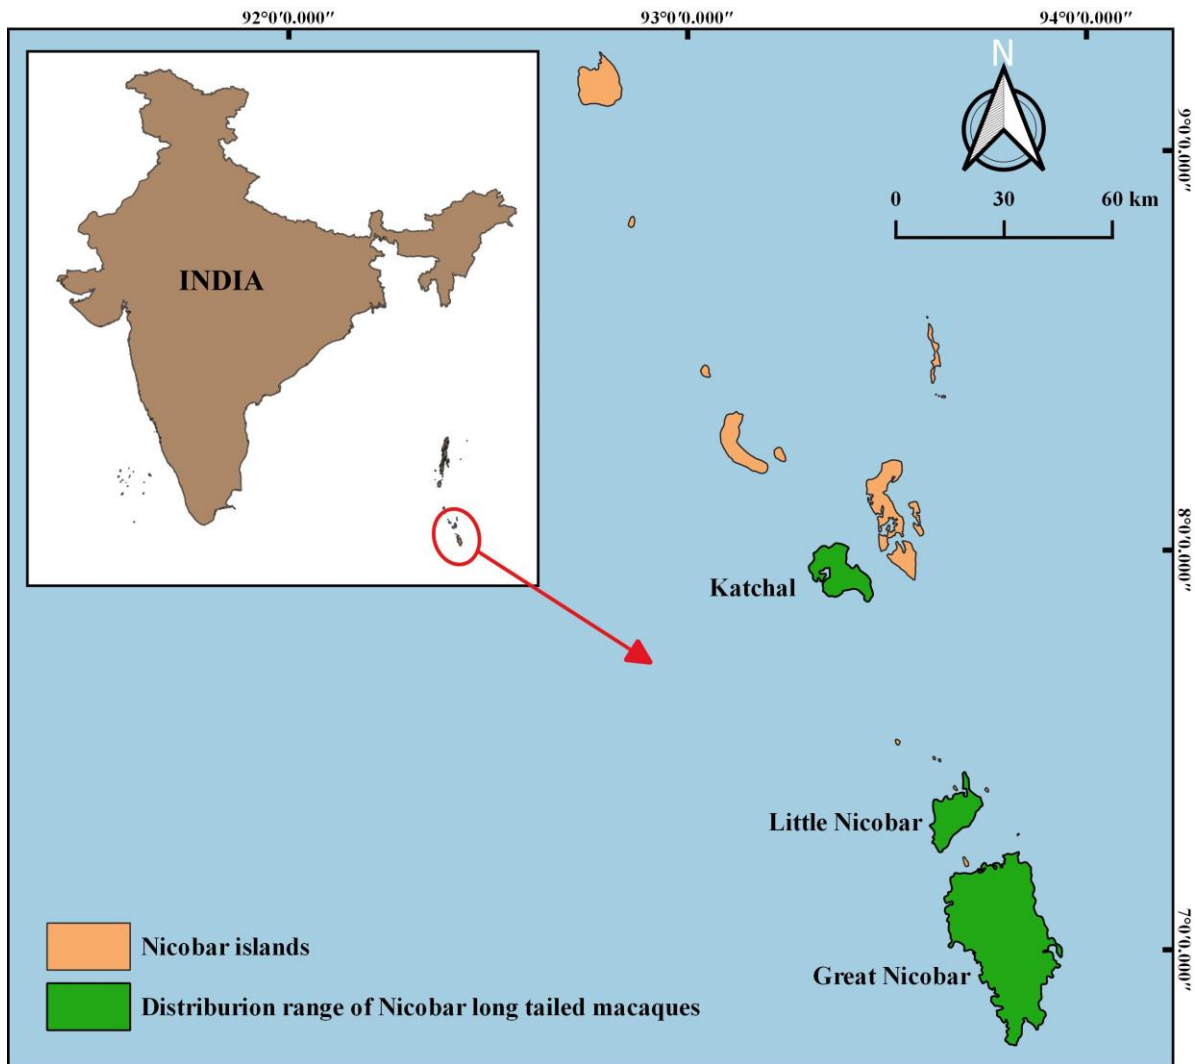 92°0′0.000″
93°0′0.000″
94°0′0.000″
N
9°0′0.000″
0 30 60 km
INDIA
8°0′0.000″
Katchal
Little Nicobar
7°0′0.000″
Great Nicobar
Nicobar islands
Distriburion range of Nicobar long tailed macaques